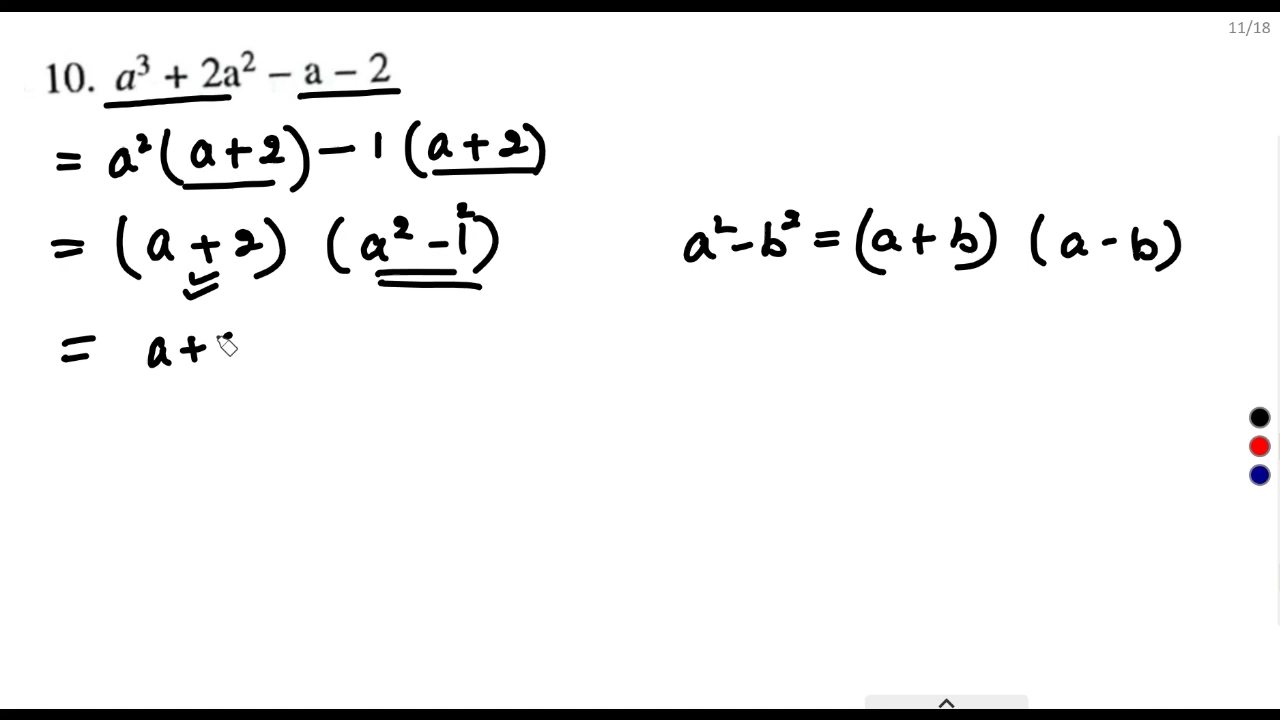 11/18
10. a³ + 2a² − a − 2
= a² (a + 2) − 1 (a + 2)
= (a + 2) (a² − 1²)
a² − b² = (a + b) (a − b)
= a +